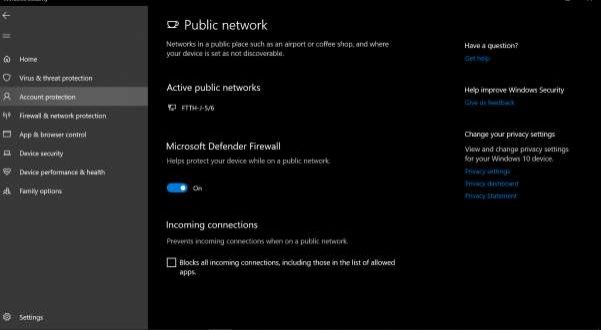 Public network
Networks in a public place such as an airport or coffee shop, and where
your device is set as not discoverable.
Active public networks
FTTH-J-5/6
Microsoft Defender Firewall
Helps protect your device while on a public network.
On
Incoming connections
Prevents incoming connections when on a public network.
Blocks all incoming connections, including those in the list of allowed
apps.
Home
Virus & threat protection
Account protection
Firewall & network protection
App & browser control
Device security
Device performance & health
Family options
Settings
Have a question?
Get help
Help improve Windows Security
Give us feedback
Change your privacy settings
View and change privacy settings
for your Windows 10 device.
Privacy settings
Privacy dashboard
Privacy Statement